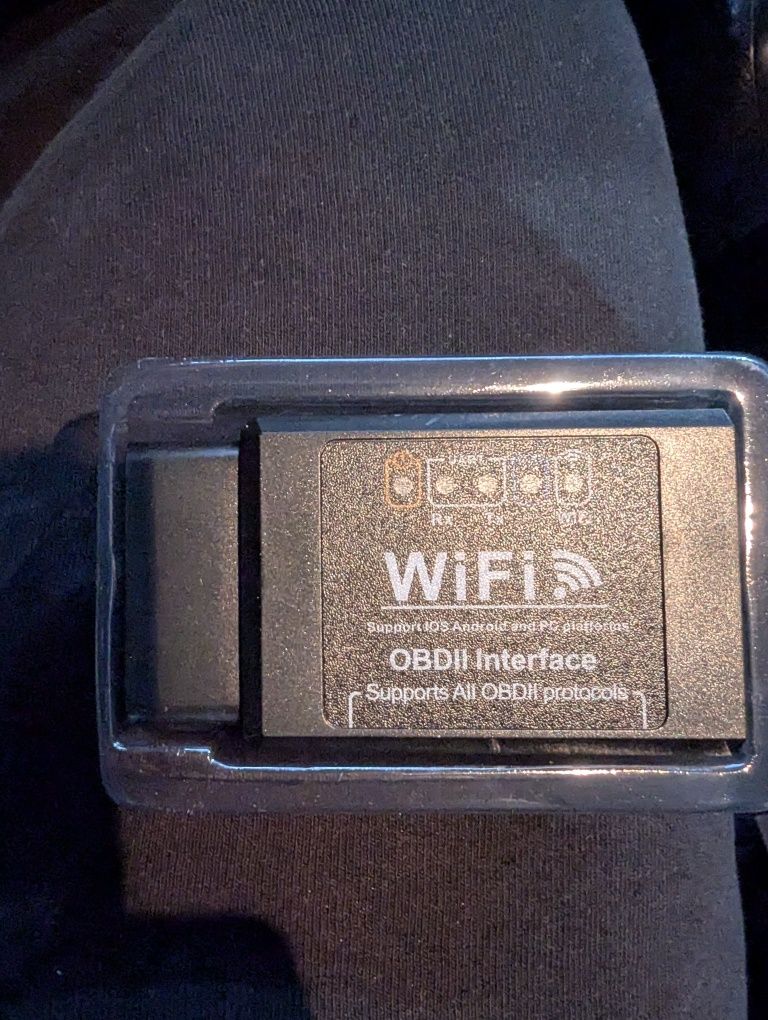 Rx Tx
WiFi
Support IOS Android and PC platforms
OBDII Interface
Supports All OBDII protocols